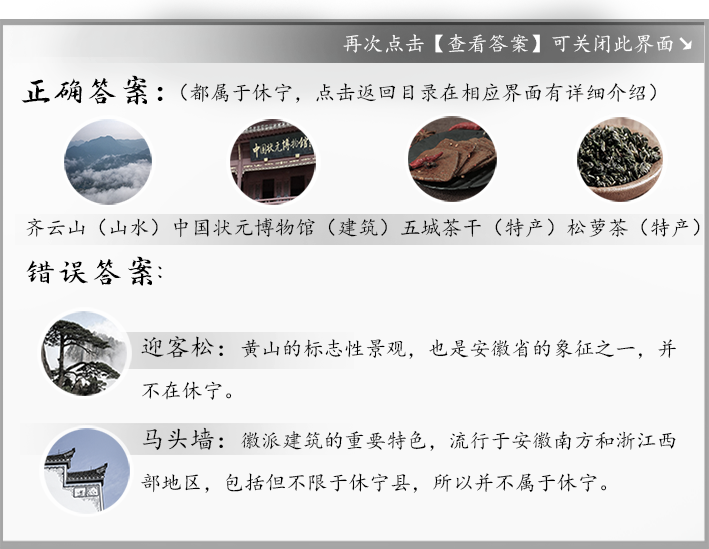 再次点击【查看答案】可关闭此界面↘
正确答案：（都属于休宁，点击返回目录在相应界面有详细介绍）
中国状元博物馆
齐云山（山水）中国状元博物馆（建筑）五城茶干（特产）松萝茶（特产）
错误答案:
迎客松：黄山的标志性景观，也是安徽省的象征之一，并
不在休宁。
马头墙：徽派建筑的重要特色，流行于安徽南方和浙江西
部地区，包括但不限于休宁县，所以并不属于休宁。